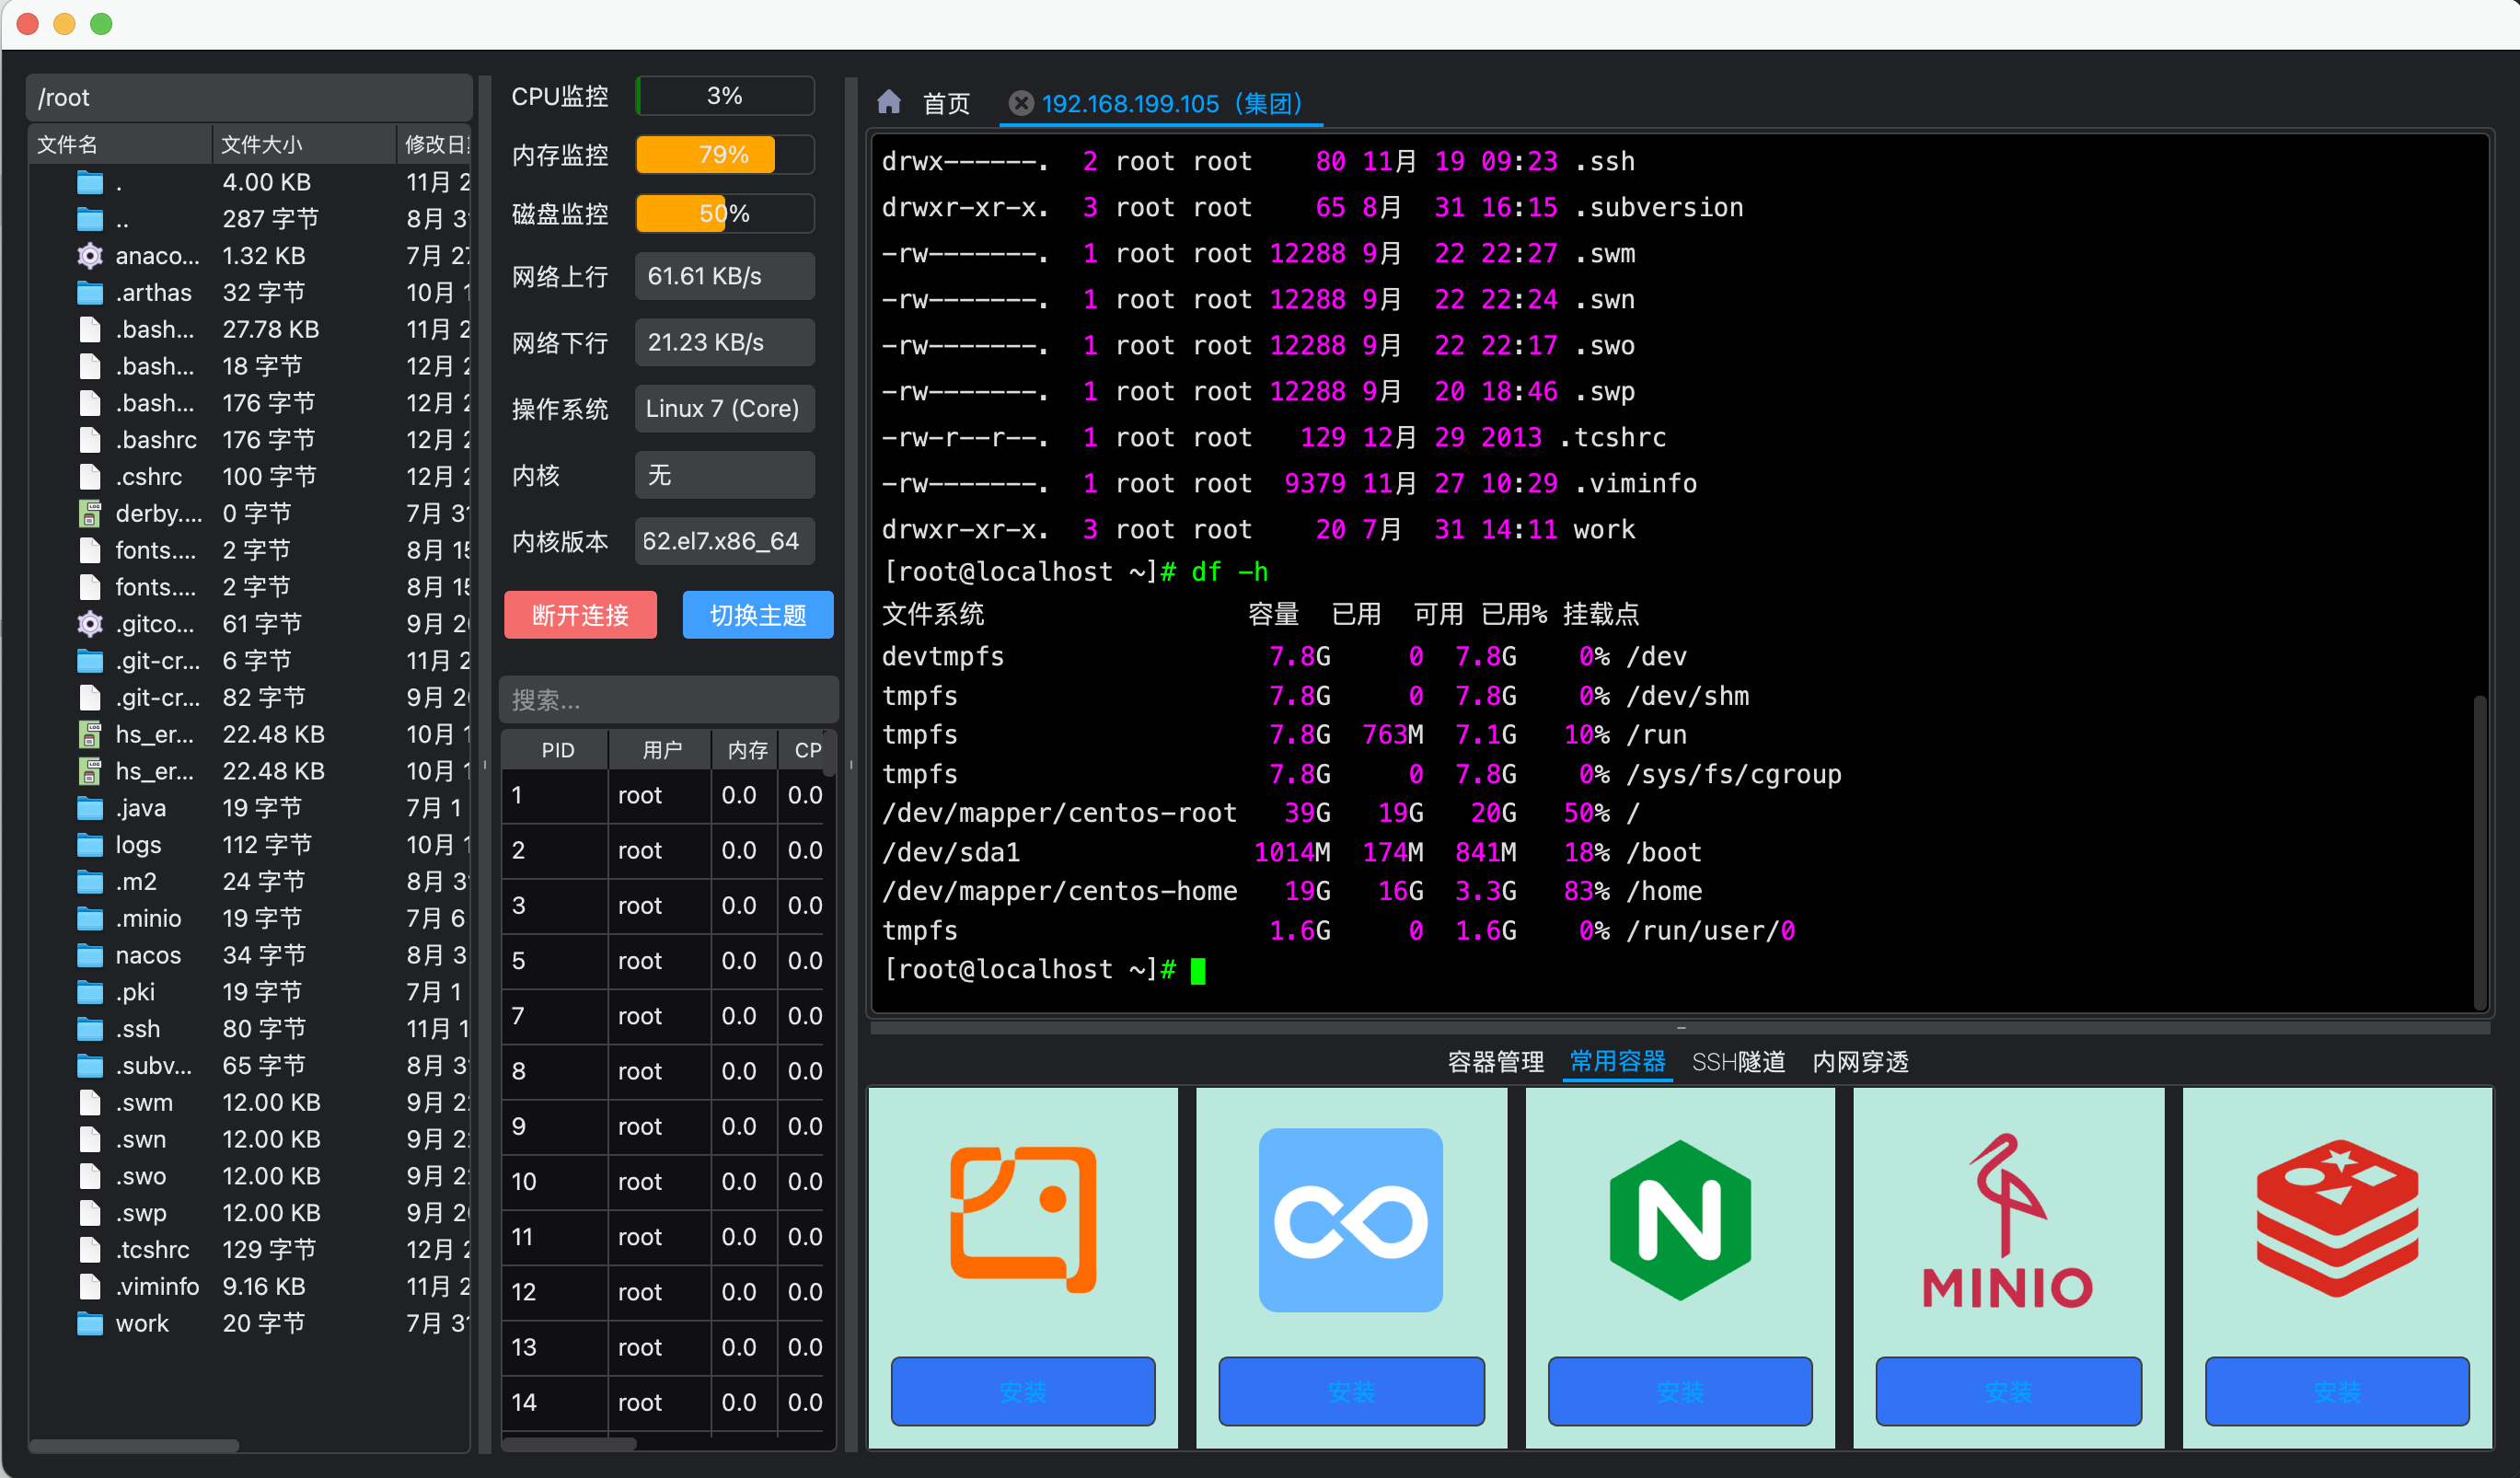 /root
文件名 文件大小 修改日
. 4.00 KB 11月 2
.. 287 字节 8月 3
anaco... 1.32 KB 7月 27
.arthas 32 字节 10月 1
.bash... 27.78 KB 11月 2
.bash... 18 字节 12月 2
.bash... 176 字节 12月 2
.bashrc 176 字节 12月 2
.cshrc 100 字节 12月 2
derby.... 0 字节 7月 3
fonts.... 2 字节 8月 15
fonts.... 2 字节 8月 15
.gitco... 61 字节 9月 2
.git-cr... 6 字节 11月 2
.git-cr... 82 字节 9月 2
hs_er... 22.48 KB 10月 1
hs_er... 22.48 KB 10月 1
.java 19 字节 7月 1
logs 112 字节 10月 1
.m2 24 字节 8月 3
.minio 19 字节 7月 6
nacos 34 字节 8月 3
.pki 19 字节 7月 1
.ssh 80 字节 11月 1
.subv... 65 字节 8月 3
.swm 12.00 KB 9月 2
.swn 12.00 KB 9月 2
.swo 12.00 KB 9月 2
.swp 12.00 KB 9月 2
.tcshrc 129 字节 12月 2
.viminfo 9.16 KB 11月 2
work 20 字节 7月 3
CPU监控 3%
内存监控 79%
磁盘监控 50%
网络上行 61.61 KB/s
网络下行 21.23 KB/s
操作系统 Linux 7 (Core)
内核 无
内核版本 62.el7.x86_64
断开连接 切换主题
搜索...
PID 用户 内存 CP
1 root 0.0 0.0
2 root 0.0 0.0
3 root 0.0 0.0
5 root 0.0 0.0
7 root 0.0 0.0
8 root 0.0 0.0
9 root 0.0 0.0
10 root 0.0 0.0
11 root 0.0 0.0
12 root 0.0 0.0
13 root 0.0 0.0
14 root 0.0 0.0
首页 192.168.199.105（集团）
drwx------. 2 root root 80 11月 19 09:23 .ssh
drwxr-xr-x. 3 root root 65 8月 31 16:15 .subversion
-rw-------. 1 root root 12288 9月 22 22:27 .swm
-rw-------. 1 root root 12288 9月 22 22:24 .swn
-rw-------. 1 root root 12288 9月 22 22:17 .swo
-rw-------. 1 root root 12288 9月 20 18:46 .swp
-rw-r--r--. 1 root root 129 12月 29 2013 .tcshrc
-rw-------. 1 root root 9379 11月 27 10:29 .viminfo
drwxr-xr-x. 3 root root 20 7月 31 14:11 work
[root@localhost ~]# df -h
文件系统 容量 已用 可用 已用% 挂载点
devtmpfs 7.8G 0 7.8G 0% /dev
tmpfs 7.8G 0 7.8G 0% /dev/shm
tmpfs 7.8G 763M 7.1G 10% /run
tmpfs 7.8G 0 7.8G 0% /sys/fs/cgroup
/dev/mapper/centos-root 39G 19G 20G 50% /
/dev/sda1 1014M 174M 841M 18% /boot
/dev/mapper/centos-home 19G 16G 3.3G 83% /home
tmpfs 1.6G 0 1.6G 0% /run/user/0
[root@localhost ~]#
容器管理 常用容器 SSH隧道 内网穿透
N
MINIO
安装 安装 安装 安装 安装